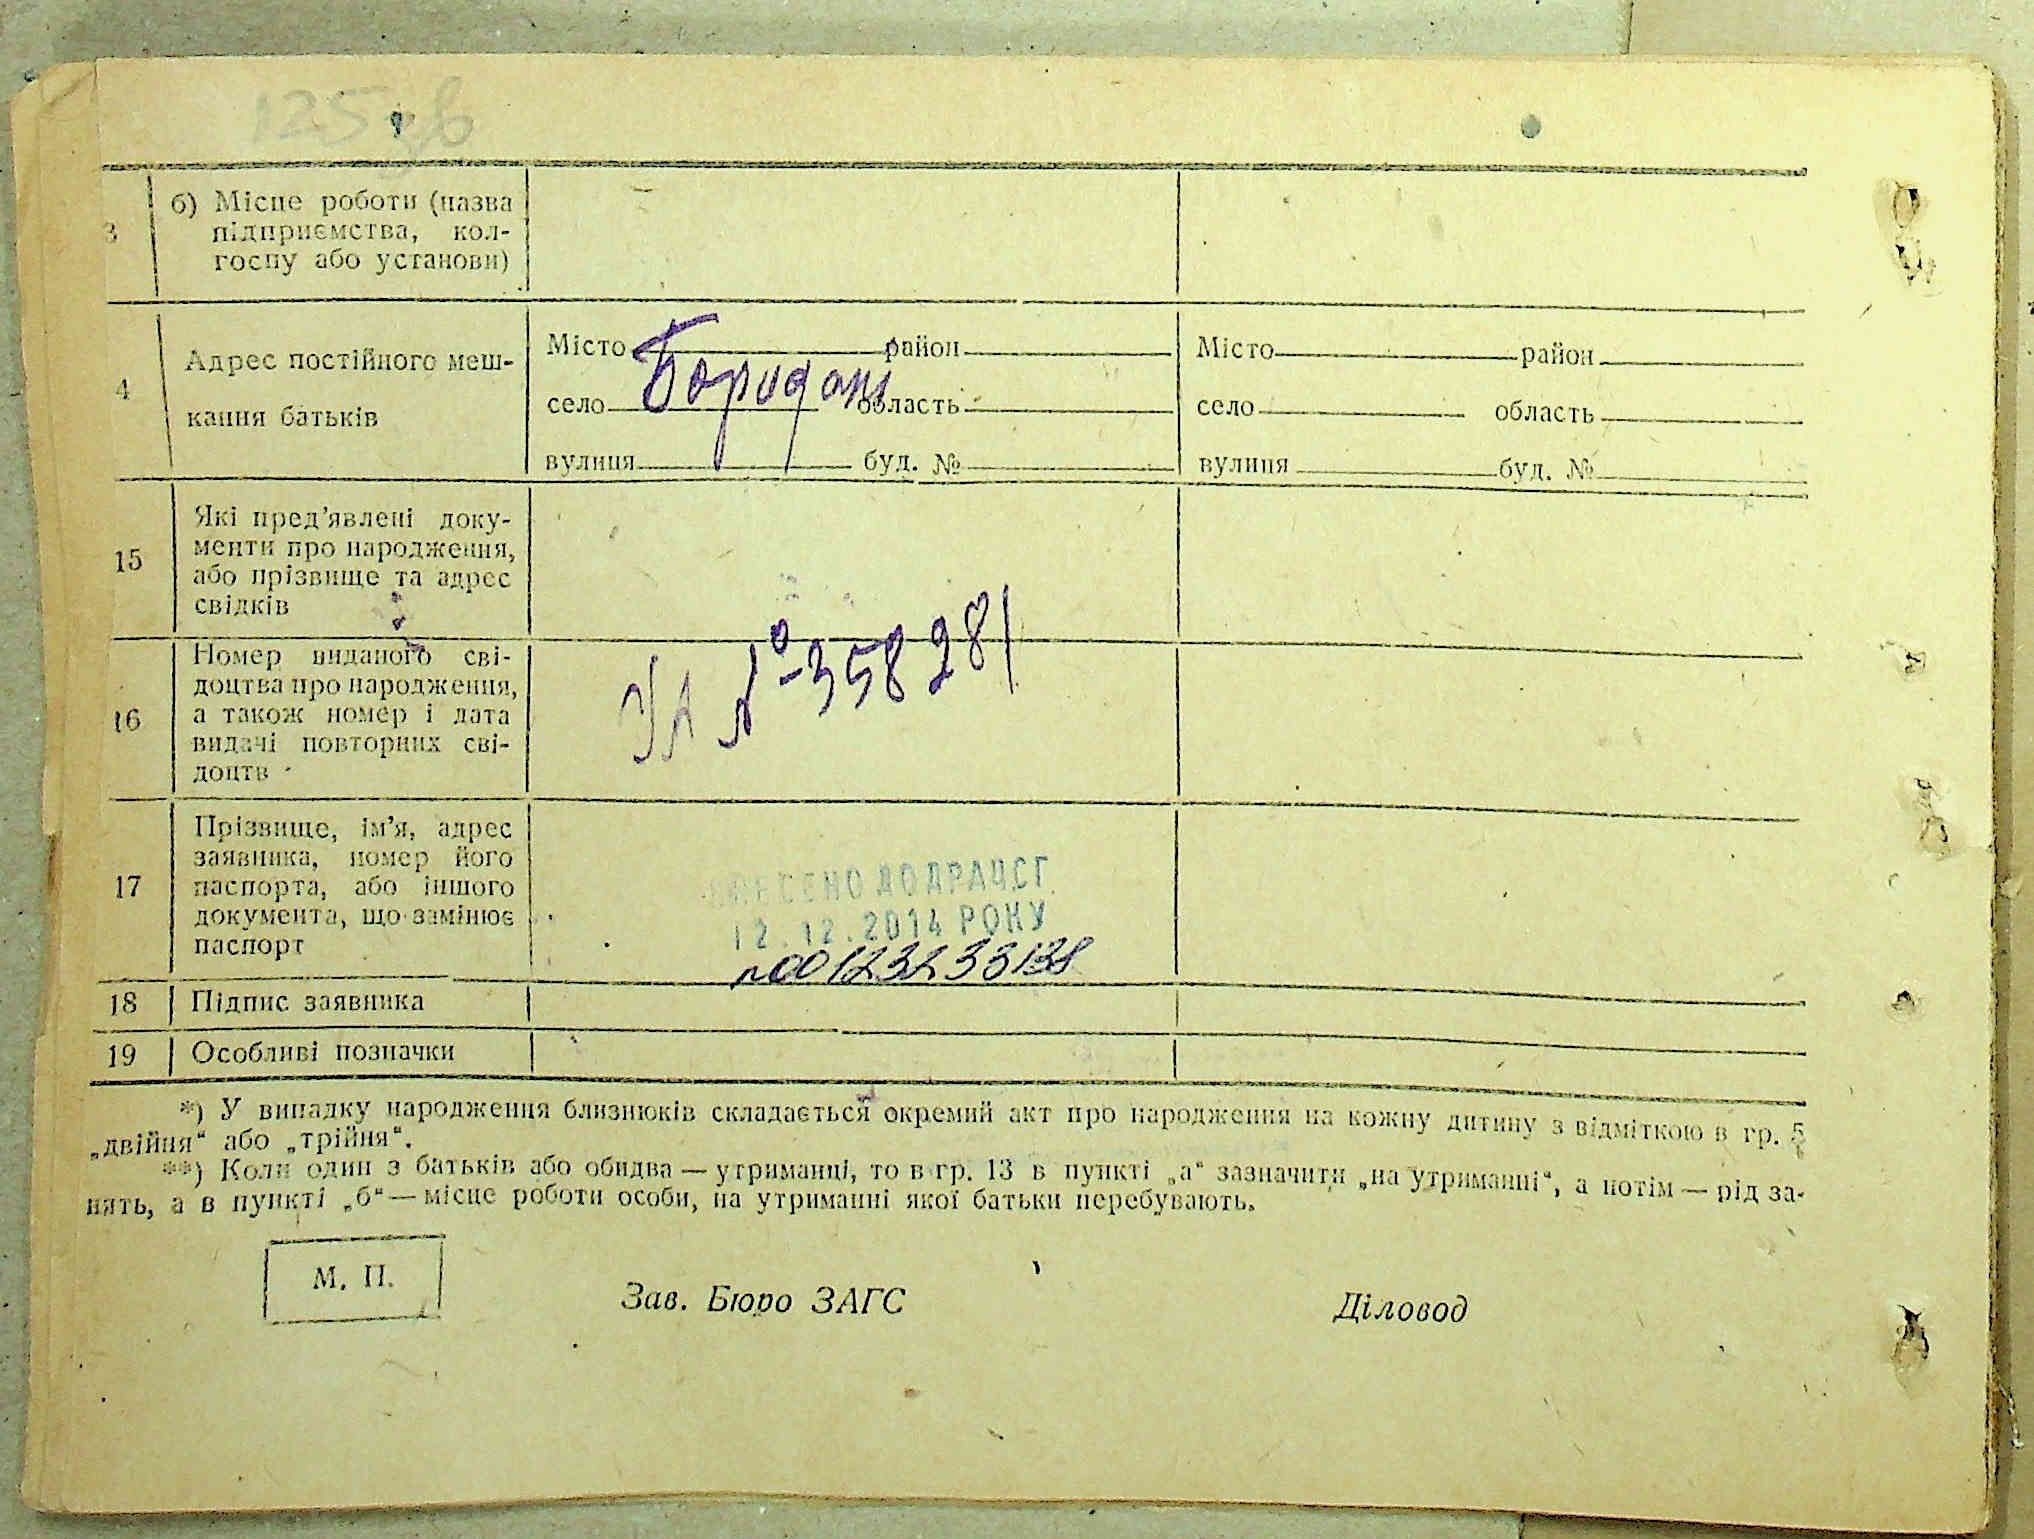 125 зв
3
б) Місце роботи (назва
підприємства, кол-
госпу або установи)
4
Адрес постійного меш-
кання батьків
Місто район
село область
вулиця буд. №
Місто район
село область
вулиця буд. №
15
Які пред'явлені доку-
менти про народження,
або прізвище та адрес
свідків
16
Номер виданого сві-
доцтва про народження,
а також номер і дата
видачі повторних сві-
доцтв
УА № 358281
17
Прізвище, ім'я, адрес
заявника, номер його
паспорта, або іншого
документа, що замінює
паспорт
ВНЕСЕНО ДО ДРАЦСГ
12.12.2014 РОКУ
18
Підпис заявника
19
Особливі позначки
*) У випадку народження близнюків складається окремий акт про народження на кожну дитину з відміткою в гр. 5
„двійня“ або „трійня“.
**) Коли один з батьків або обидва — утриманці, то в гр. 13 в пункті „а“ зазначити „на утриманні“, а потім — рід за-
нять, а в пункті „б“ — місце роботи особи, на утриманні якої батьки перебувають.
М. П.
Зав. Бюро ЗАГС
Діловод